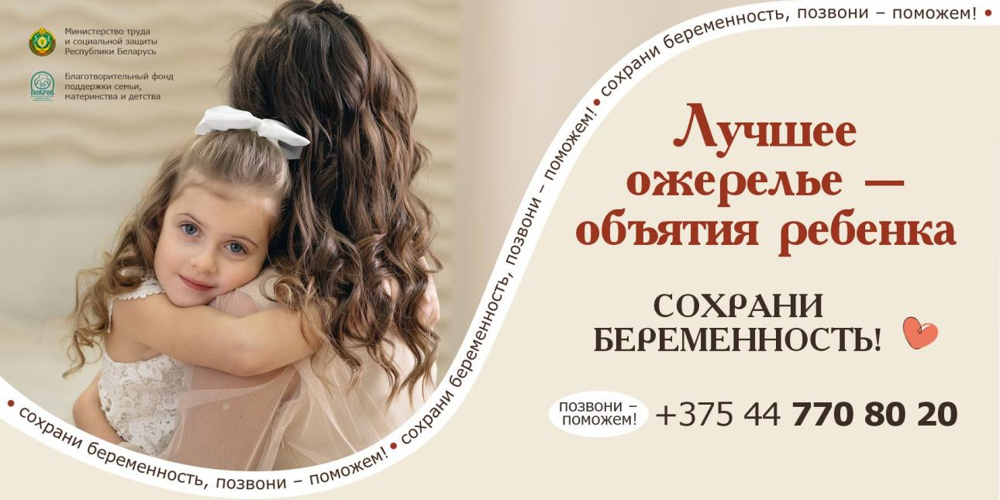 Министерство труда
и социальной защиты
Республики Беларусь
ПОКРОВ
Благотворительный фонд
поддержки семьи,
материнства и детства
• сохрани беременность, позвони – поможем! • сохрани беременность, позвони – поможем! • сохрани беременность, позвони – поможем! •
Лучшее
ожерелье —
объятия ребенка
СОХРАНИ
БЕРЕМЕННОСТЬ!
позвони –
поможем!
+375 44 770 80 20